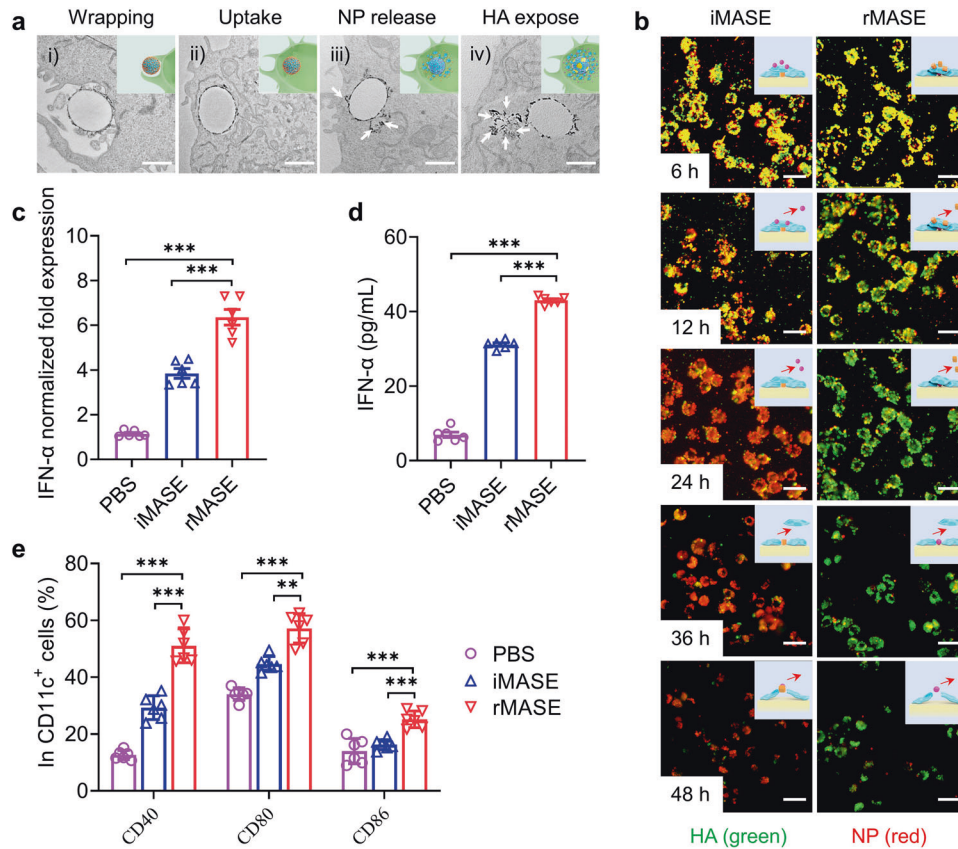 a
Wrapping
Uptake
NP release
HA expose
i)
ii)
iii)
iv)
b
iMASE
rMASE
6 h
12 h
24 h
36 h
48 h
HA (green)
NP (red)
c
IFN-α normalized fold expression
10
8
6
4
2
0
***
***
PBS
iMASE
rMASE
d
IFN-α (pg/mL)
60
40
20
0
***
***
PBS
iMASE
rMASE
e
In CD11c⁺ cells (%)
80
60
40
20
0
***
***
***
**
***
***
PBS
iMASE
rMASE
CD40
CD80
CD86